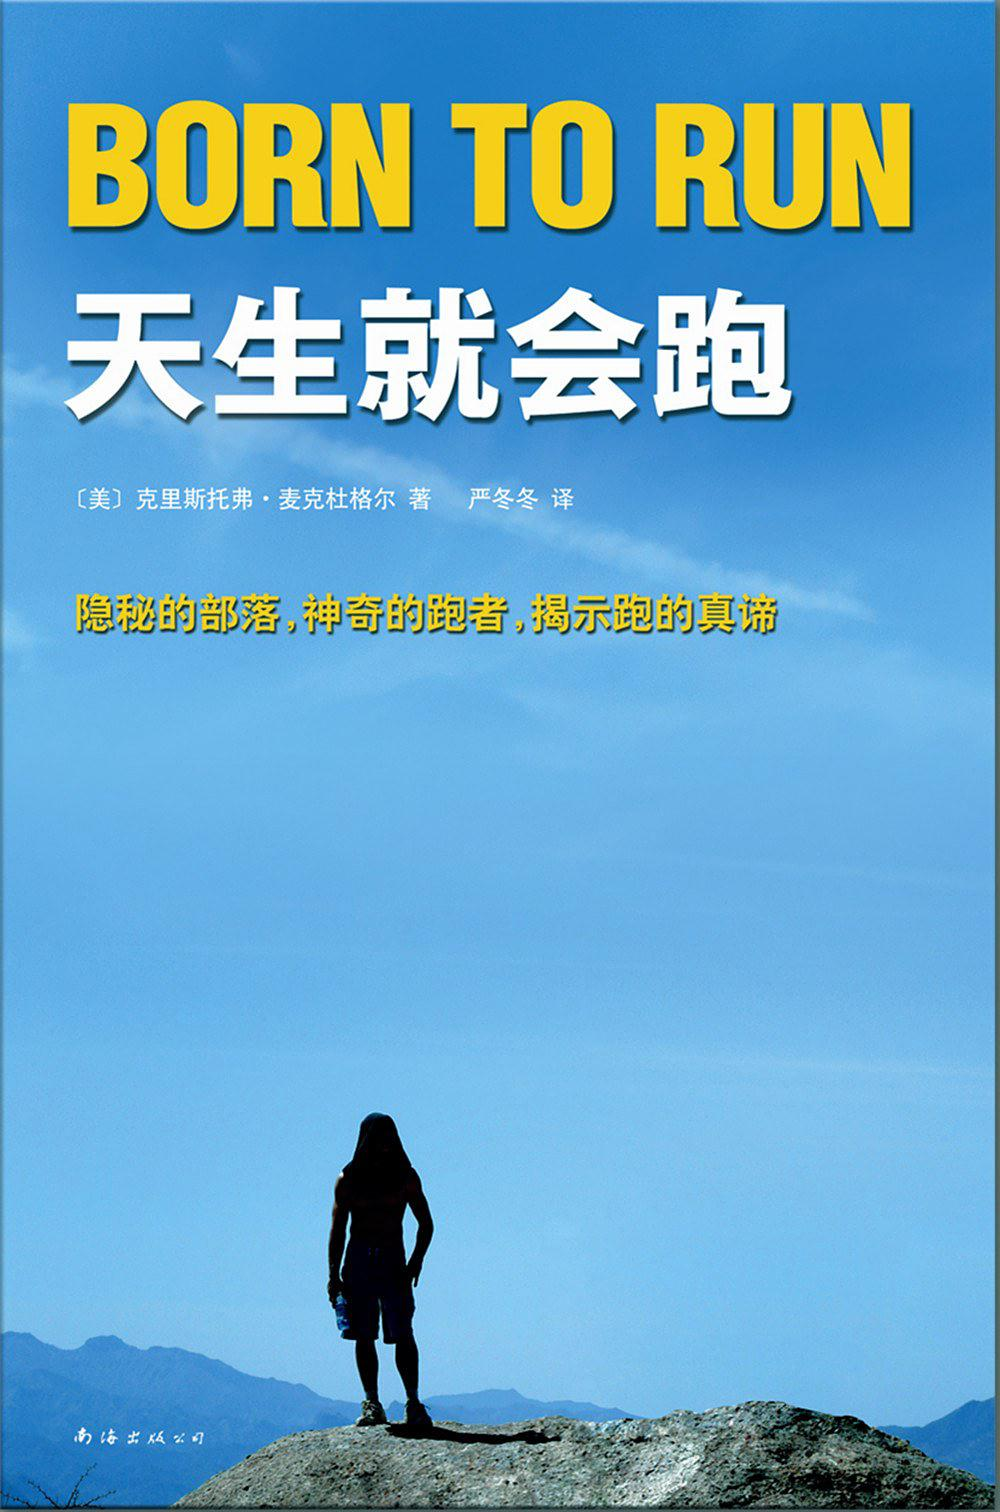 BORN TO RUN
天生就会跑
〔美〕克里斯托弗·麦克杜格尔 著 严冬冬 译
隐秘的部落，神奇的跑者，揭示跑的真谛
南海出版公司